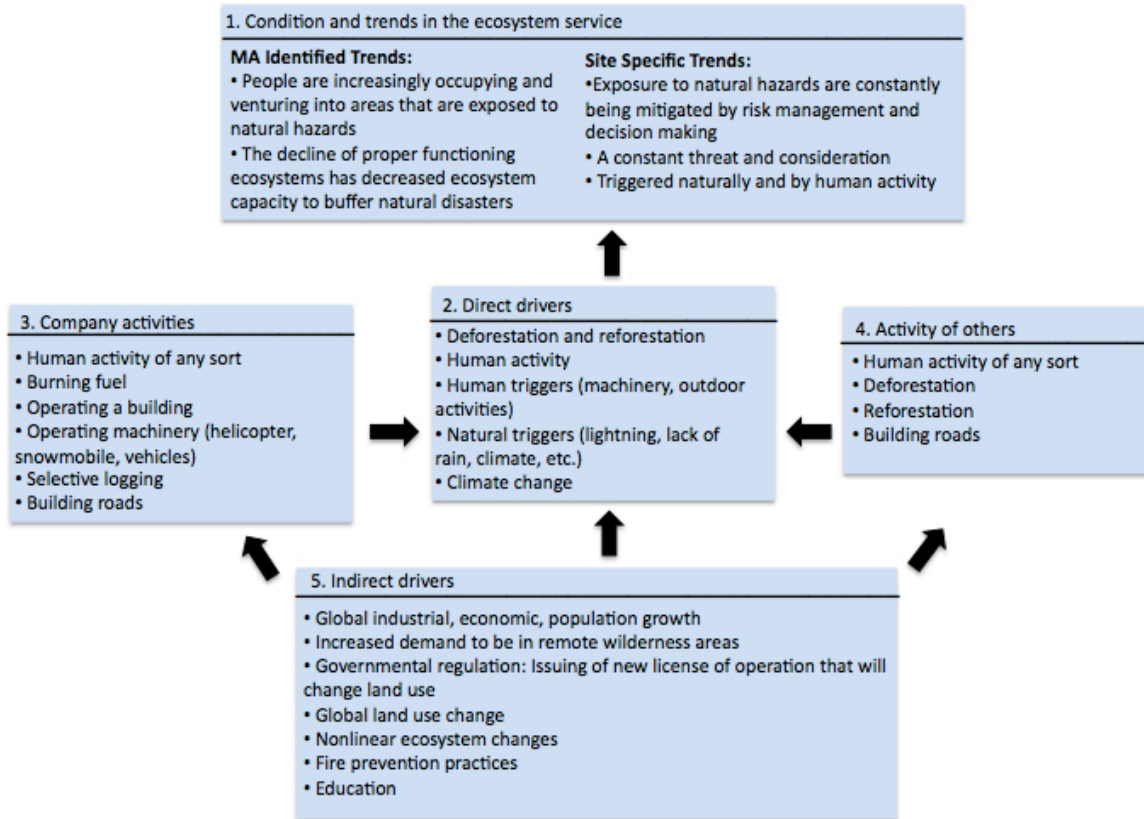 1. Condition and trends in the ecosystem service
MA Identified Trends:
• People are increasingly occupying and
venturing into areas that are exposed to
natural hazards
• The decline of proper functioning
ecosystems has decreased ecosystem
capacity to buffer natural disasters
Site Specific Trends:
•Exposure to natural hazards are constantly
being mitigated by risk management and
decision making
• A constant threat and consideration
• Triggered naturally and by human activity
3. Company activities
• Human activity of any sort
• Burning fuel
• Operating a building
• Operating machinery (helicopter,
snowmobile, vehicles)
• Selective logging
• Building roads
2. Direct drivers
• Deforestation and reforestation
• Human activity
• Human triggers (machinery, outdoor
activities)
• Natural triggers (lightning, lack of
rain, climate, etc.)
• Climate change
4. Activity of others
• Human activity of any sort
• Deforestation
• Reforestation
• Building roads
5. Indirect drivers
• Global industrial, economic, population growth
• Increased demand to be in remote wilderness areas
• Governmental regulation: Issuing of new license of operation that will
change land use
• Global land use change
• Nonlinear ecosystem changes
• Fire prevention practices
• Education